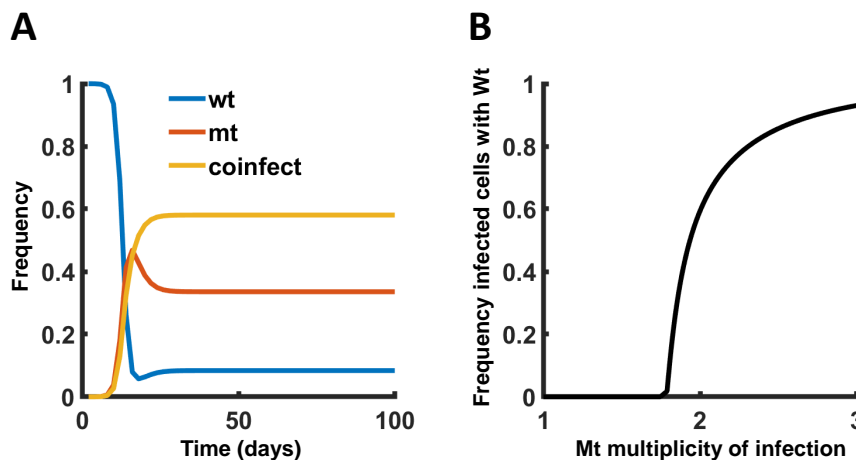 A
Frequency
1
0.8
0.6
0.4
0.2
0
wt
mt
coinfect
0
50
100
Time (days)
B
Frequency infected cells with Wt
1
0.8
0.6
0.4
0.2
0
1
2
3
Mt multiplicity of infection